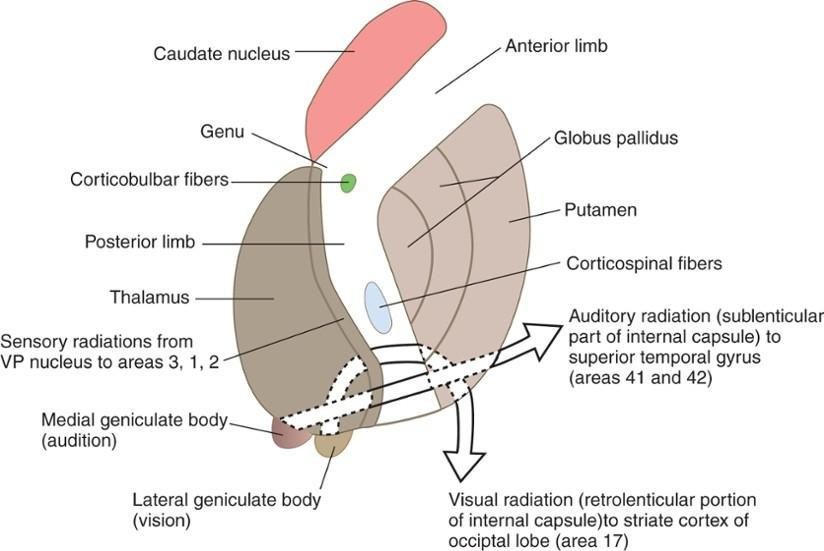 Caudate nucleus
Anterior limb
Genu
Globus pallidus
Corticobulbar fibers
Putamen
Posterior limb
Corticospinal fibers
Thalamus
Auditory radiation (sublenticular
part of internal capsule) to
superior temporal gyrus
(areas 41 and 42)
Sensory radiations from
VP nucleus to areas 3, 1, 2
Medial geniculate body
(audition)
Lateral geniculate body
(vision)
Visual radiation (retrolenticular portion
of internal capsule)to striate cortex of
occiptal lobe (area 17)